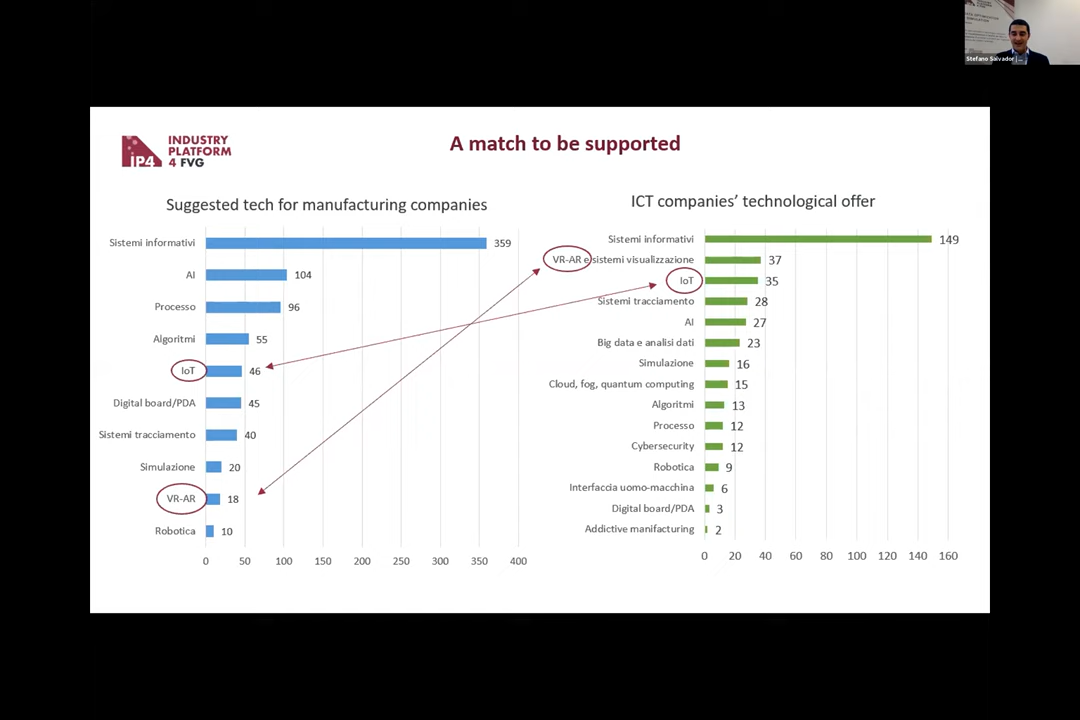 INDUSTRY
PLATFORM
4 FVG
iP4
A match to be supported
Suggested tech for manufacturing companies
Sistemi informativi 359
AI 104
Processo 96
Algoritmi 55
IoT 46
Digital board/PDA 45
Sistemi tracciamento 40
Simulazione 20
VR-AR 18
Robotica 10
0 50 100 150 200 250 300 350 400
ICT companies’ technological offer
Sistemi informativi 149
VR-AR e sistemi visualizzazione 37
IoT 35
Sistemi tracciamento 28
AI 27
Big data e analisi dati 23
Simulazione 16
Cloud, fog, quantum computing 15
Algoritmi 13
Processo 12
Cybersecurity 12
Robotica 9
Interfaccia uomo-macchina 6
Digital board/PDA 3
Addictive manifacturing 2
0 20 40 60 80 100 120 140 160
Stefano Salvador | ...